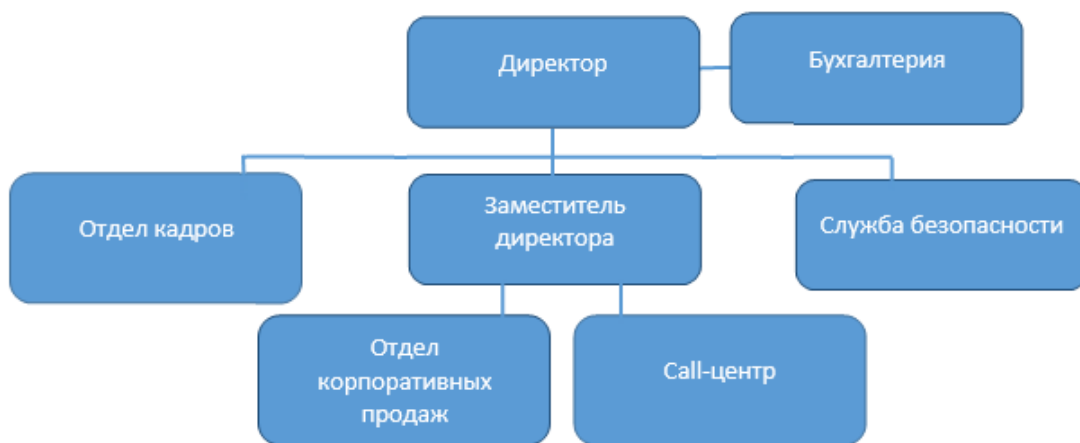 Директор
Бухгалтерия
Отдел кадров
Заместитель
директора
Служба безопасности
Отдел
корпоративных
продаж
Call-центр